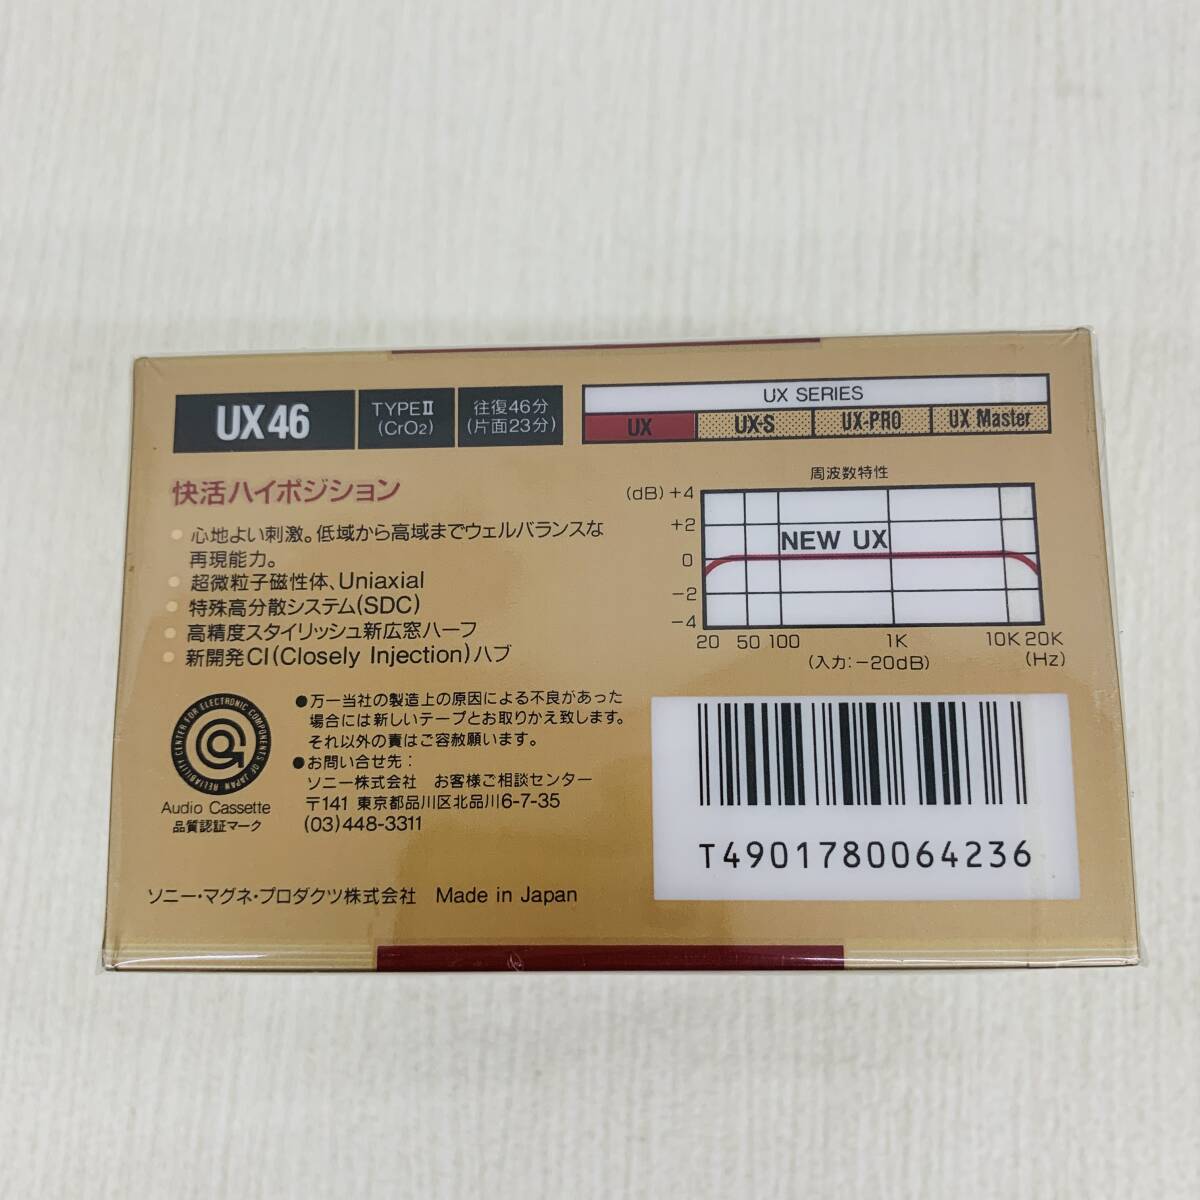 UX46
TYPEⅡ
(CrO2)
往復46分
(片面23分)
UX SERIES
UX
UX-S
UX-PRO
UX Master
快活ハイポジション
• 心地よい刺激。低域から高域までウェルバランスな
再現能力。
• 超微粒子磁性体、Uniaxial
• 特殊高分散システム(SDC)
• 高精度スタイリッシュ新広窓ハーフ
• 新開発CI(Closely Injection)ハブ
周波数特性
(dB) +4
+2
0
-2
-4
NEW UX
20 50 100 1K 10K 20K
(入力:-20dB) (Hz)
RELIABILITY CENTER FOR ELECTRONIC COMPONENTS OF JAPAN
Audio Cassette
品質認証マーク
●万一当社の製造上の原因による不良があった
場合には新しいテープとお取りかえ致します。
それ以外の責はご容赦願います。
●お問い合せ先:
ソニー株式会社 お客様ご相談センター
〒141 東京都品川区北品川6-7-35
(03)448-3311
T4901780064236
ソニー・マグネ・プロダクツ株式会社 Made in Japan